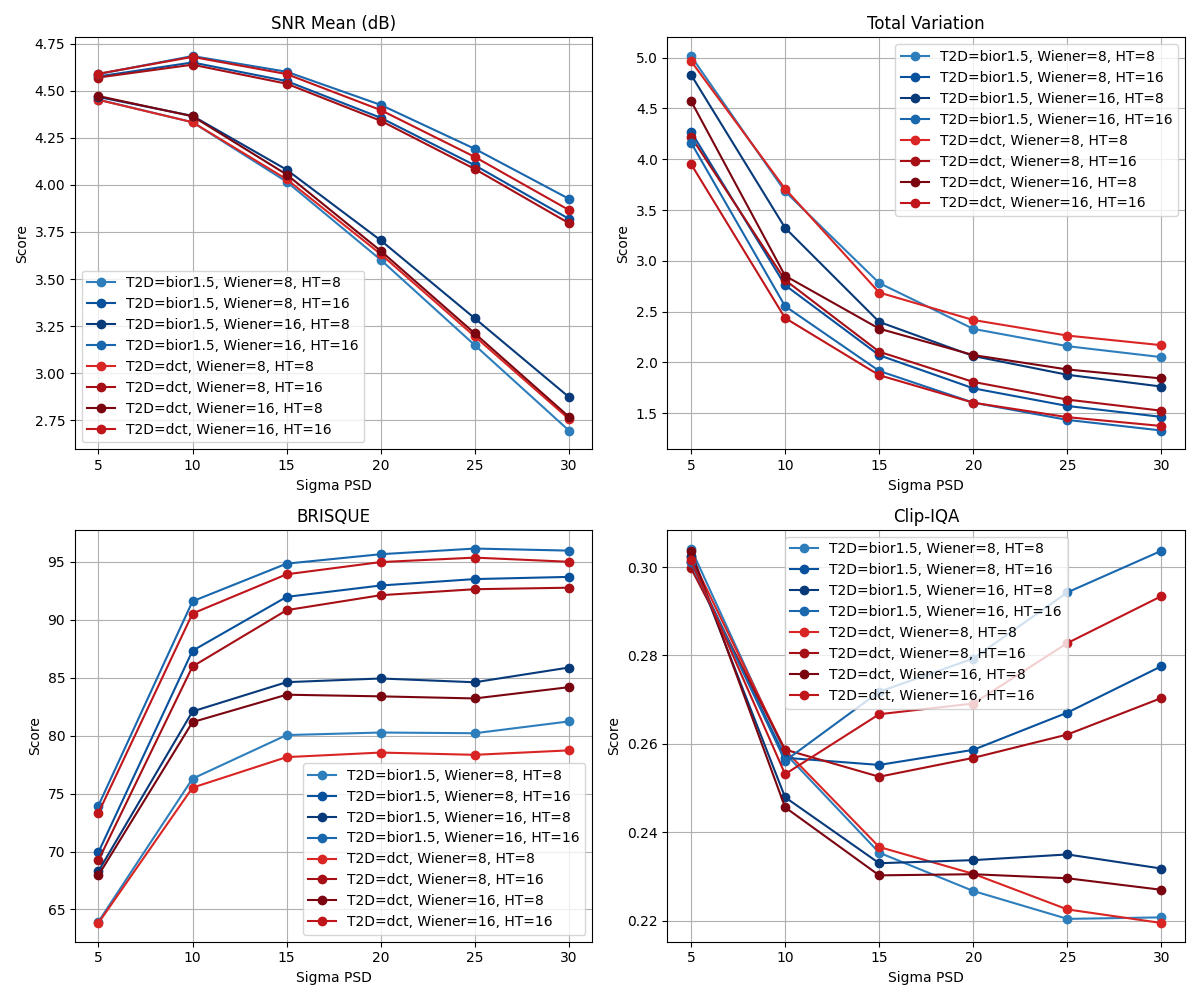 SNR Mean (dB)
4.75
4.50
4.25
4.00
3.75
3.50
3.25
3.00
2.75
Score
T2D=bior1.5, Wiener=8, HT=8
T2D=bior1.5, Wiener=8, HT=16
T2D=bior1.5, Wiener=16, HT=8
T2D=bior1.5, Wiener=16, HT=16
T2D=dct, Wiener=8, HT=8
T2D=dct, Wiener=8, HT=16
T2D=dct, Wiener=16, HT=8
T2D=dct, Wiener=16, HT=16
5 10 15 20 25 30
Sigma PSD
Total Variation
5.0
4.5
4.0
3.5
3.0
2.5
2.0
1.5
Score
T2D=bior1.5, Wiener=8, HT=8
T2D=bior1.5, Wiener=8, HT=16
T2D=bior1.5, Wiener=16, HT=8
T2D=bior1.5, Wiener=16, HT=16
T2D=dct, Wiener=8, HT=8
T2D=dct, Wiener=8, HT=16
T2D=dct, Wiener=16, HT=8
T2D=dct, Wiener=16, HT=16
5 10 15 20 25 30
Sigma PSD
BRISQUE
95
90
85
80
75
70
65
Score
T2D=bior1.5, Wiener=8, HT=8
T2D=bior1.5, Wiener=8, HT=16
T2D=bior1.5, Wiener=16, HT=8
T2D=bior1.5, Wiener=16, HT=16
T2D=dct, Wiener=8, HT=8
T2D=dct, Wiener=8, HT=16
T2D=dct, Wiener=16, HT=8
T2D=dct, Wiener=16, HT=16
5 10 15 20 25 30
Sigma PSD
Clip-IQA
0.30
0.28
0.26
0.24
0.22
Score
T2D=bior1.5, Wiener=8, HT=8
T2D=bior1.5, Wiener=8, HT=16
T2D=bior1.5, Wiener=16, HT=8
T2D=bior1.5, Wiener=16, HT=16
T2D=dct, Wiener=8, HT=8
T2D=dct, Wiener=8, HT=16
T2D=dct, Wiener=16, HT=8
T2D=dct, Wiener=16, HT=16
5 10 15 20 25 30
Sigma PSD